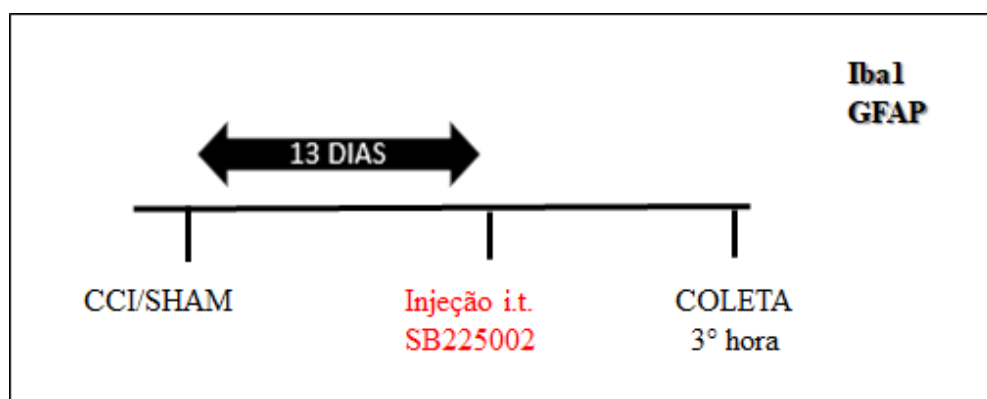 Iba1
GFAP
13 DIAS
CCI/SHAM
Injeção i.t.
SB225002
COLETA
3° hora